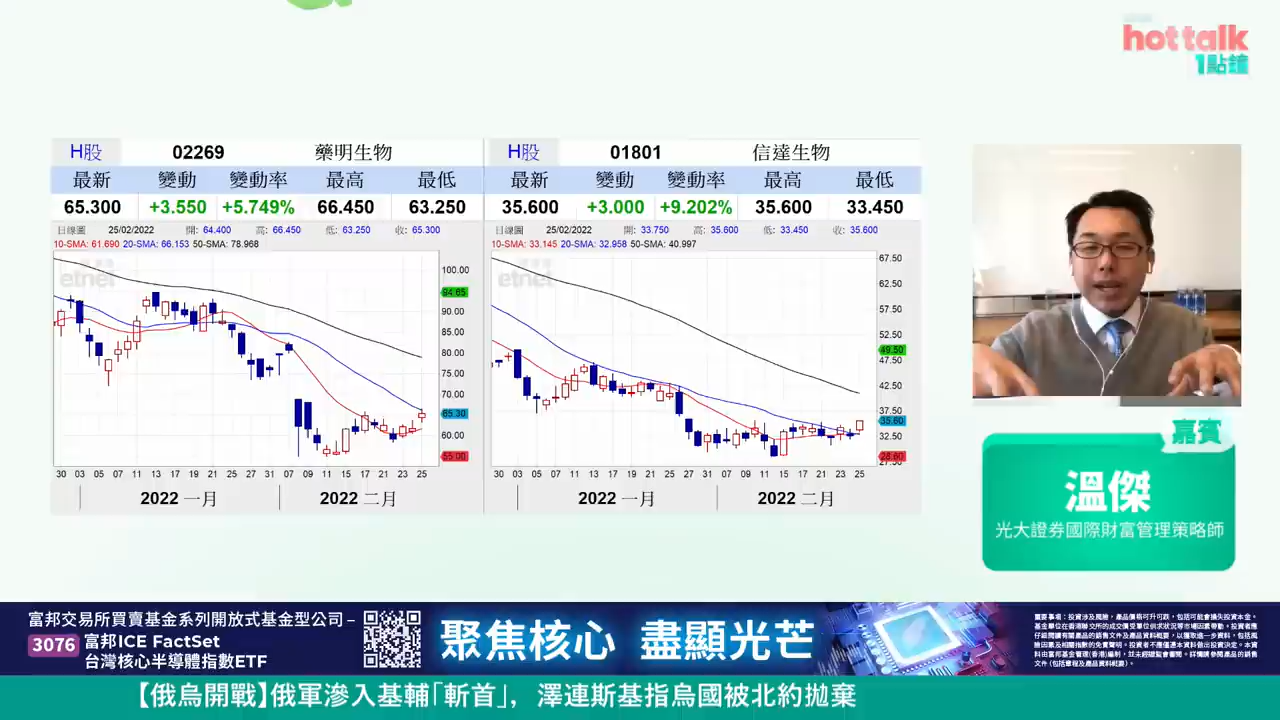 hot talk
1點鐘
H股 02269 藥明生物
最新 變動 變動率 最高 最低
65.300 +3.550 +5.749% 66.450 63.250
日線圖 25/02/2022 開: 64.400 高: 66.450 低: 63.250 收: 65.300
10-SMA: 61.690 20-SMA: 66.153 50-SMA: 78.968
etnet
100.00
94.65
90.00
85.00
80.00
75.00
70.00
65.30
60.00
55.00
30 03 05 07 11 13 17 19 21 25 27 31 07 09 11 15 17 21 23 25
2022 一月 2022 二月
H股 01801 信達生物
最新 變動 變動率 最高 最低
35.600 +3.000 +9.202% 35.600 33.450
日線圖 25/02/2022 開: 33.750 高: 35.600 低: 33.450 收: 35.600
10-SMA: 33.145 20-SMA: 32.958 50-SMA: 40.997
etnet
67.50
62.50
57.50
52.50
49.50
47.50
42.50
37.50
35.60
32.50
28.60
27.50
30 03 05 07 11 13 17 19 21 25 27 31 07 09 11 15 17 21 23 25
2022 一月 2022 二月
嘉賓
溫傑
光大證券國際財富管理策略師
富邦交易所買賣基金系列開放式基金型公司 –
3076 富邦ICE FactSet
台灣核心半導體指數ETF
聚焦核心 盡顯光芒
【俄烏開戰】俄軍滲入基輔「斬首」，澤連斯基指烏國被北約拋棄